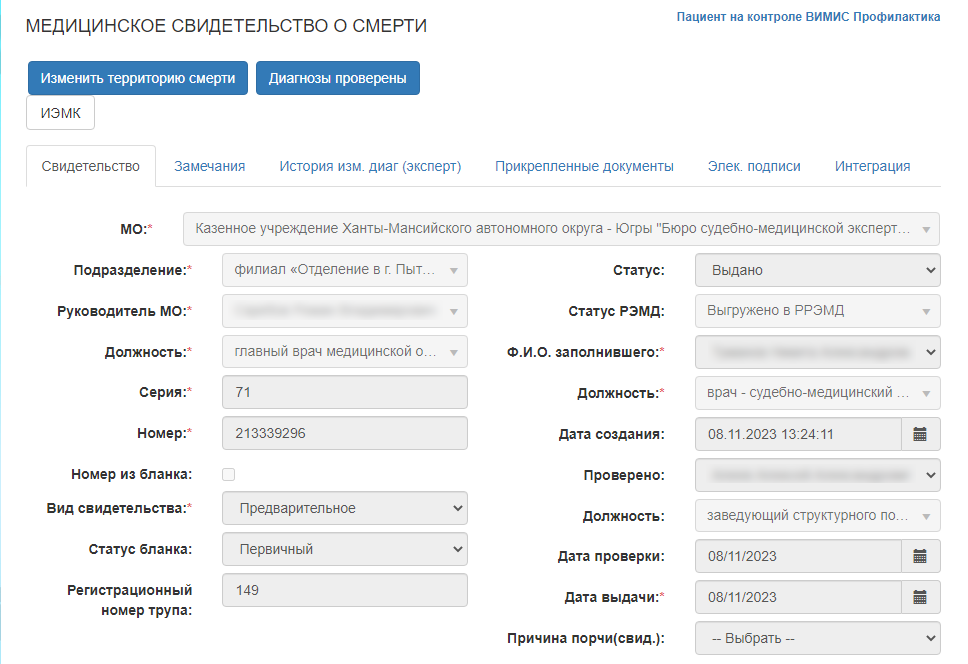 МЕДИЦИНСКОЕ СВИДЕТЕЛЬСТВО О СМЕРТИ
Пациент на контроле ВИМИС Профилактика
Изменить территорию смерти
Диагнозы проверены
ИЭМК
Свидетельство
Замечания
История изм. диаг (эксперт)
Прикрепленные документы
Элек. подписи
Интеграция
МО:* Казенное учреждение Ханты-Мансийского автономного округа - Югры "Бюро судебно-медицинской эксперт...
Подразделение:* филиал «Отделение в г. Пыт...
Руководитель МО:*
Должность:* главный врач медицинской о...
Серия:* 71
Номер:* 213339296
Номер из бланка:
Вид свидетельства:* Предварительное
Статус бланка: Первичный
Регистрационный
номер трупа: 149
Статус: Выдано
Статус РЭМД: Выгружено в РРЭМД
Ф.И.О. заполнившего:*
Должность:* врач - судебно-медицинский ...
Дата создания: 08.11.2023 13:24:11
Проверено:
Должность: заведующий структурного по...
Дата проверки: 08/11/2023
Дата выдачи:* 08/11/2023
Причина порчи(свид.): -- Выбрать --